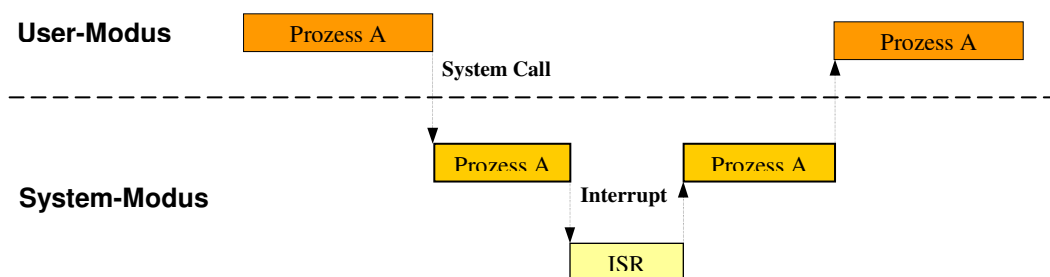 User-Modus
Prozess A
Prozess A
System Call
Prozess A
Prozess A
System-Modus
Interrupt
ISR